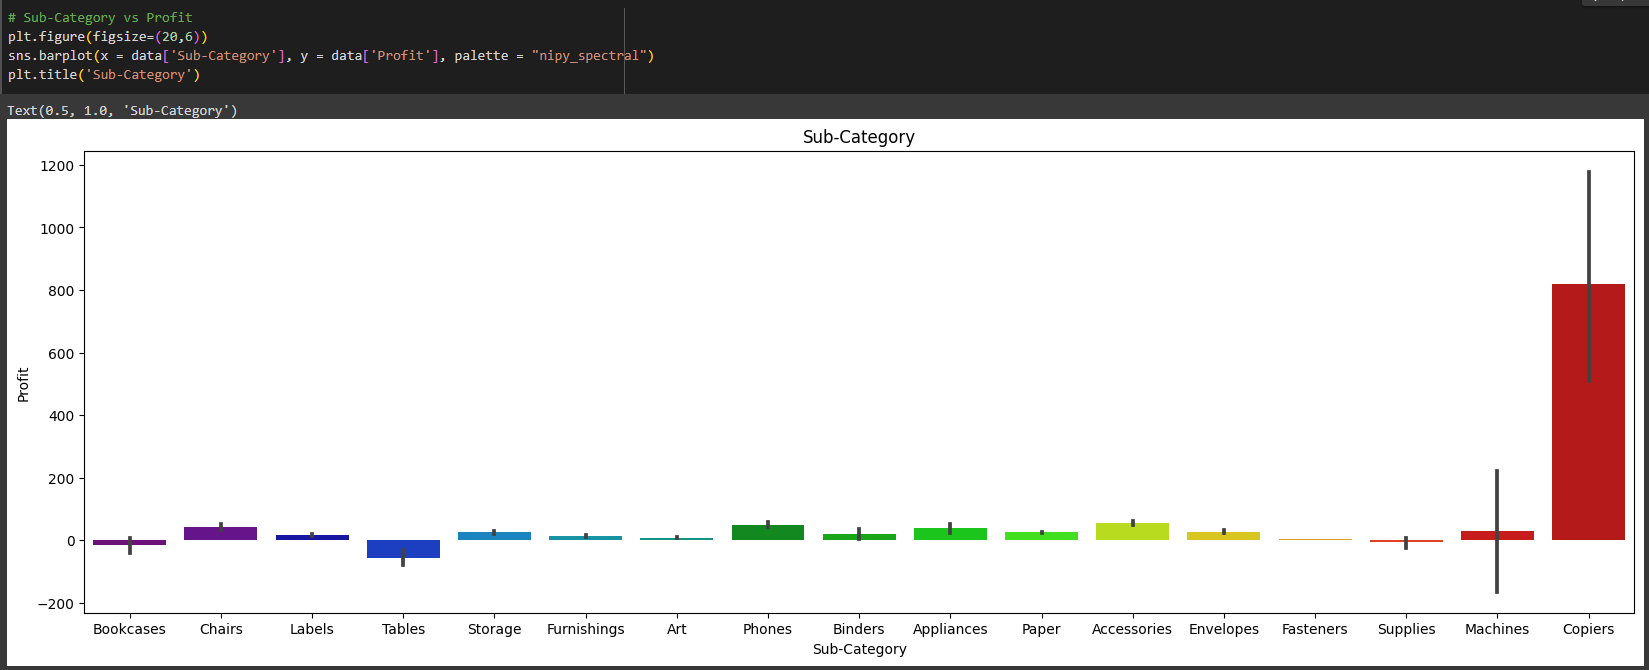 # Sub-Category vs Profit
plt.figure(figsize=(20,6))
sns.barplot(x = data['Sub-Category'], y = data['Profit'], palette = "nipy_spectral")
plt.title('Sub-Category')
Text(0.5, 1.0, 'Sub-Category')
Sub-Category
1200
1000
800
600
400
200
0
−200
Profit
Bookcases Chairs Labels Tables Storage Furnishings Art Phones Binders Appliances Paper Accessories Envelopes Fasteners Supplies Machines Copiers
Sub-Category